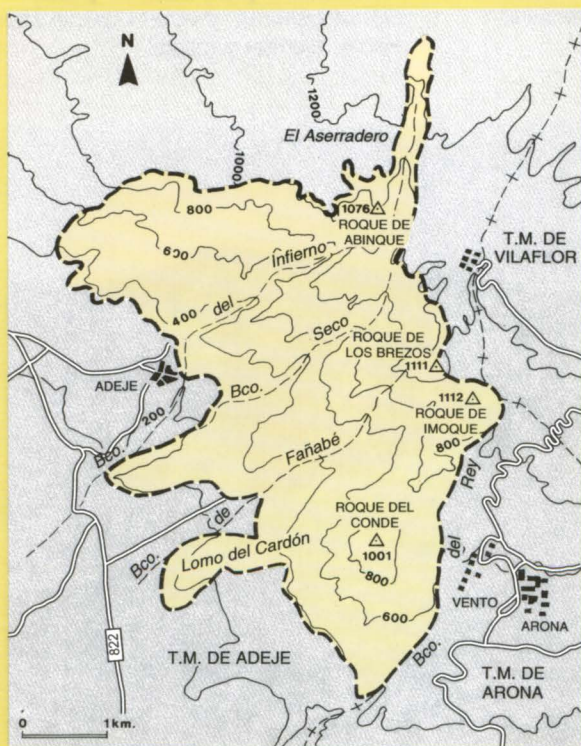 N
1200
El Aserradero
1000
800
1076
ROQUE DE
ABINQUE
T.M. DE
VILAFLOR
600
Infierno
del
400
Seco
ROQUE DE
LOS BREZOS
1111
ADEJE
Bco.
1112
ROQUE DE
IMOQUE
200
Bco.
Fañabé
800
Rey
ROQUE DEL
CONDE
1001
de
del
Lomo del Cardón
800
Bco.
VENTO
600
ARONA
822
T.M. DE ADEJE
Bco.
T.M. DE
ARONA
0 1km.